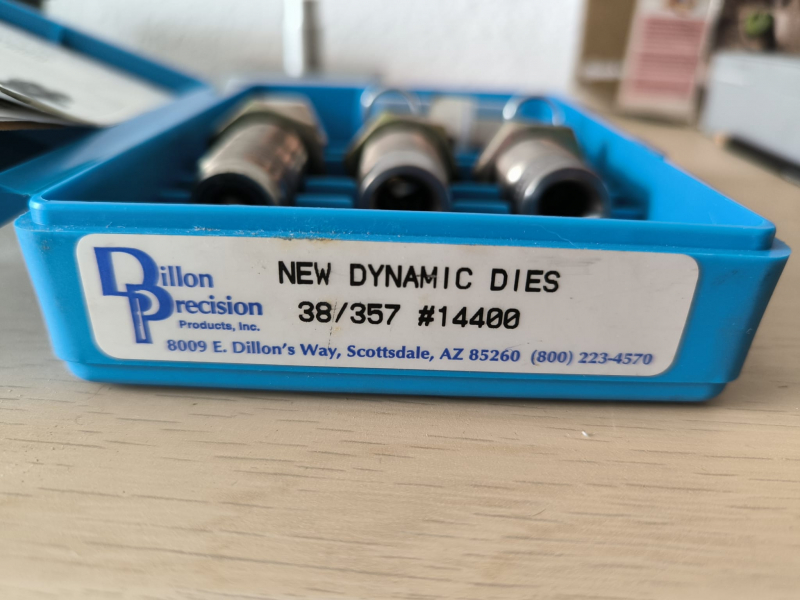 Dillon
Precision
Products, Inc.
NEW DYNAMIC DIES
38/357 #14400
8009 E. Dillon's Way, Scottsdale, AZ 85260 (800) 223-4570